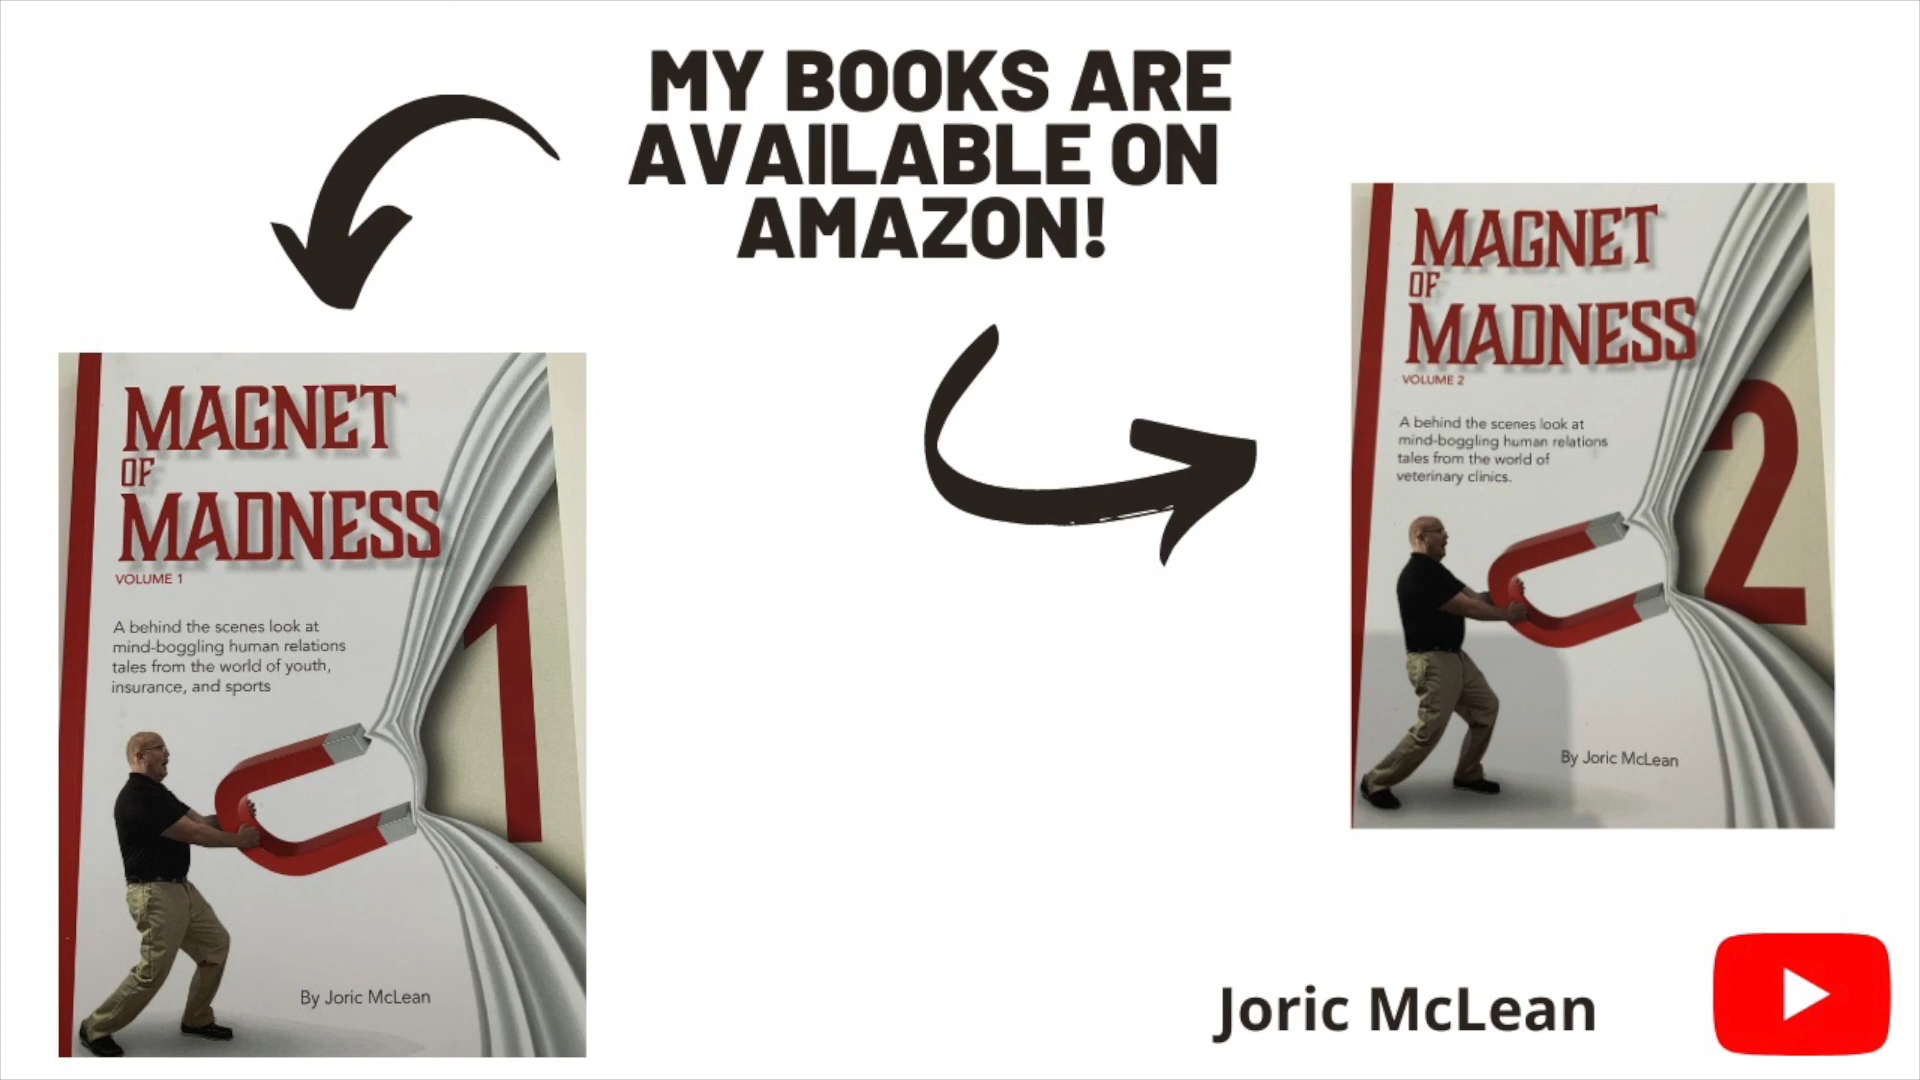 MY BOOKS ARE
AVAILABLE ON
AMAZON!
MAGNET
OF
MADNESS
VOLUME 1
A behind the scenes look at
mind-boggling human relations
tales from the world of youth,
insurance, and sports
1
By Joric McLean
MAGNET
OF
MADNESS
VOLUME 2
A behind the scenes look at
mind-boggling human relations
tales from the world of
veterinary clinics.
2
By Joric McLean
Joric McLean